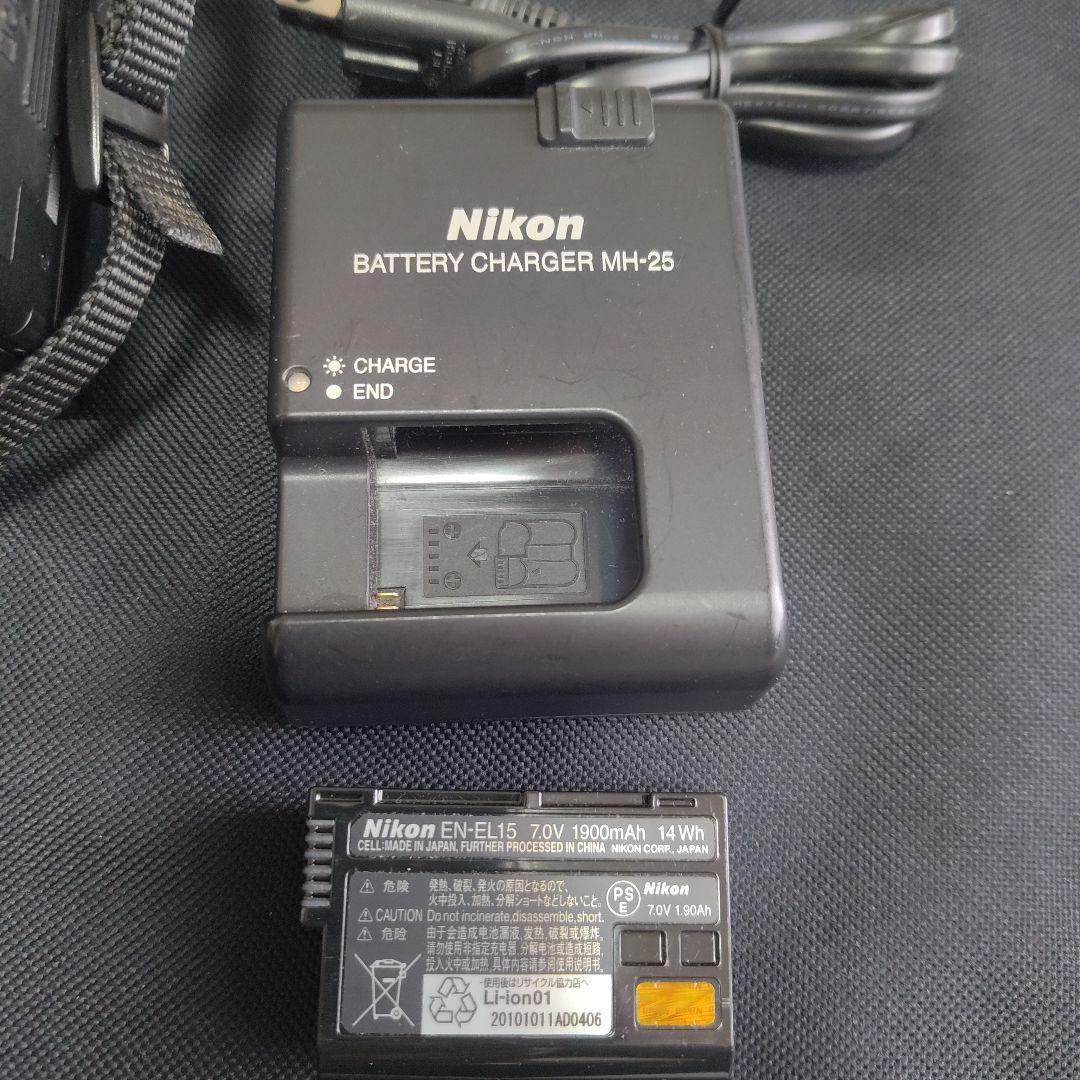 Nikon
BATTERY CHARGER MH-25
CHARGE
END
Nikon EN-EL15 7.0V 1900mAh 14Wh
CELL:MADE IN JAPAN, FURTHER PROCESSED IN CHINA NIKON CORP., JAPAN
危険 発熱、破裂、発火の原因となるので、
火中投入、加熱、分解ショートなどしないこと。
CAUTION Do not incinerate,disassemble,short.
危险 由于会造成电池漏液,发热,破裂或爆炸,
请勿使用非指定充电器,分解电池或造成短路,
投入火中或加热,具体内容请参阅使用说明书。
PS
E
Nikon
7.0V 1.90Ah
使用後はリサイクル協力店へ
Li-ion01
20101011AD0406